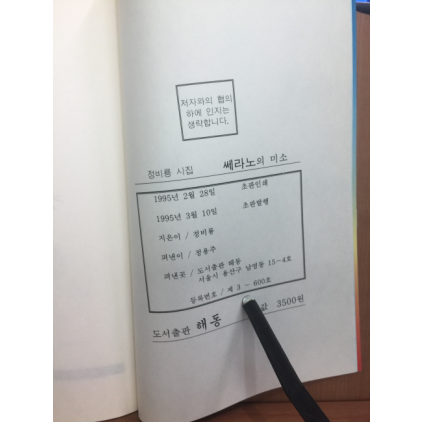 저자와의 협의
하에 인지는
생략합니다.
정비룡 시집 쎄라노의 미소
1995년 2월 28일 초판인쇄
1995년 3월 10일 초판발행
지은이 / 정비룡
펴낸이 / 정용주
펴낸곳 / 도서출판 해동
서울시 용산구 남영동 15~4호
등록번호 / 제 3 ~ 600호
값 3500원
도서출판 해동